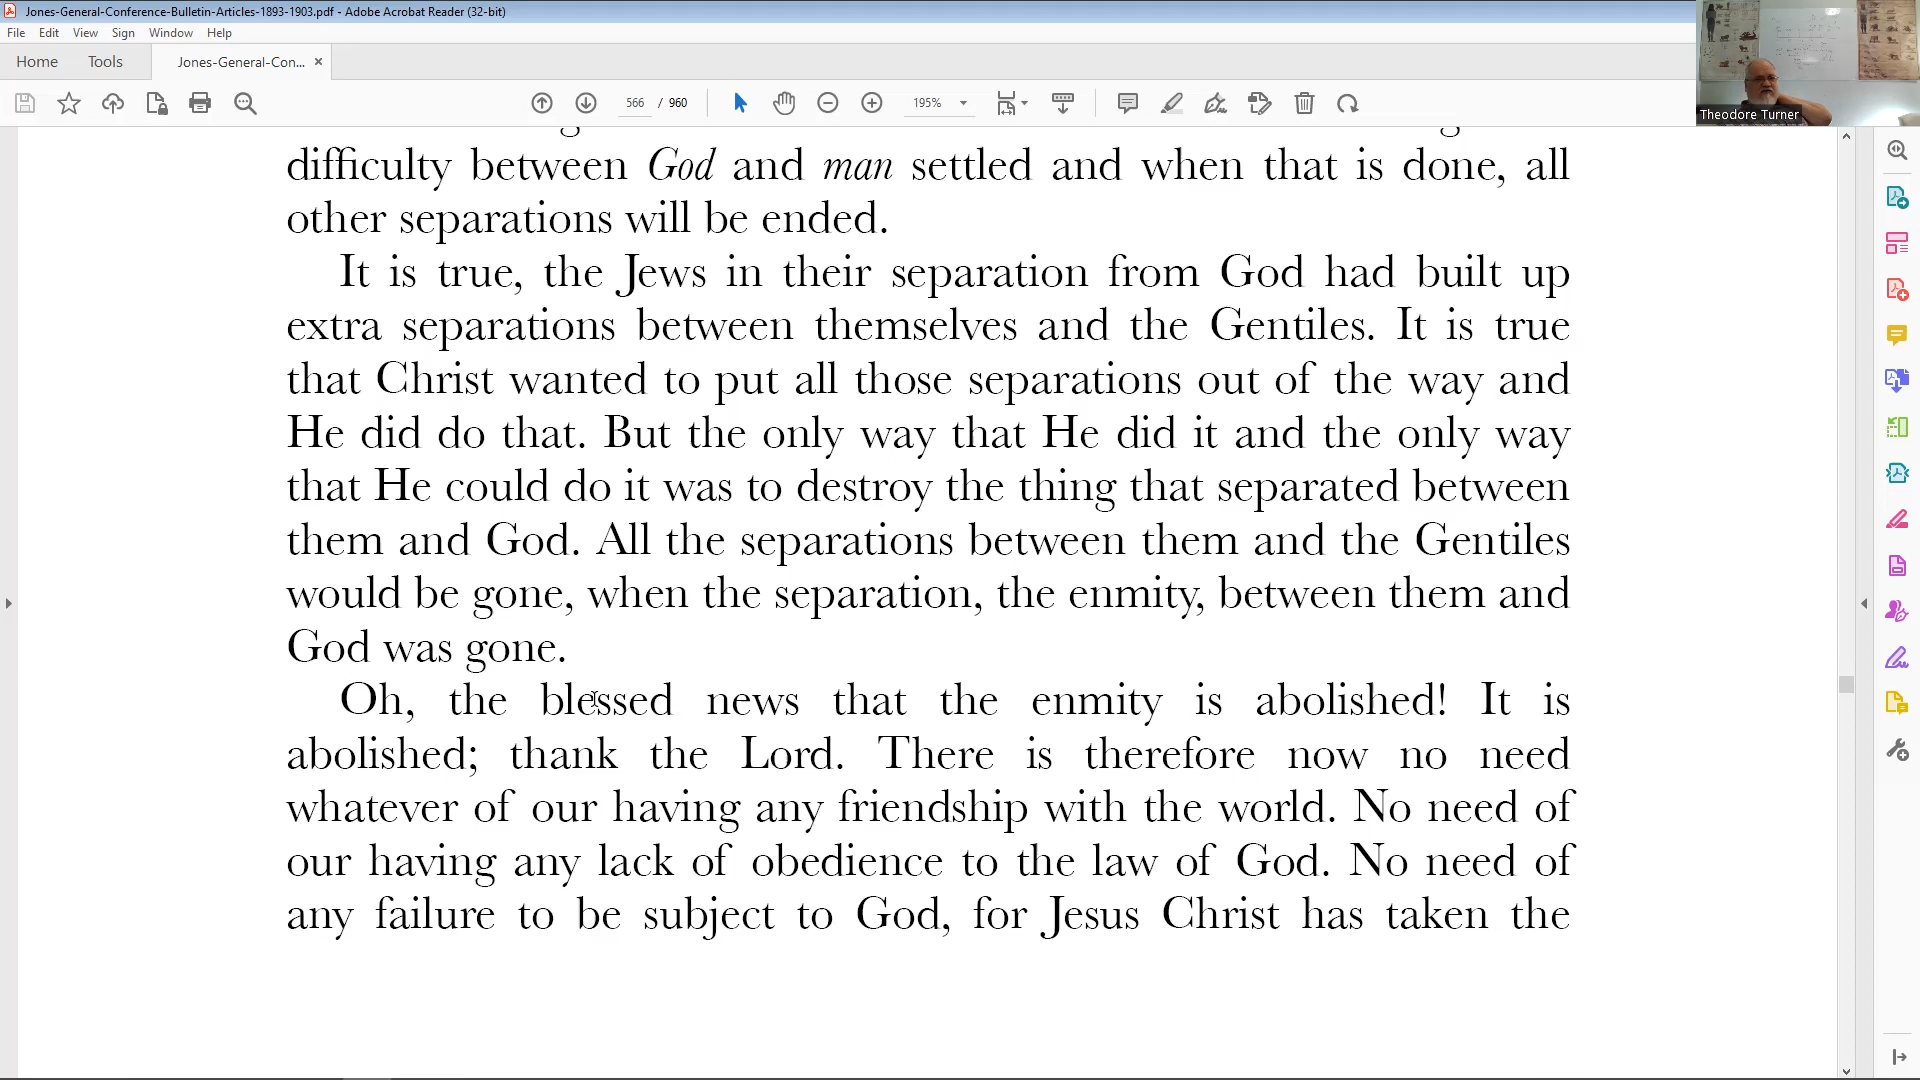 Jones-General-Conference-Bulletin-Articles-1893-1903.pdf - Adobe Acrobat Reader (32-bit)
File Edit View Sign Window Help
Home Tools Jones-General-Con... ×
566 / 960 195%
Theodore Turner
difficulty between God and man settled and when that is done, all
other separations will be ended.
It is true, the Jews in their separation from God had built up
extra separations between themselves and the Gentiles. It is true
that Christ wanted to put all those separations out of the way and
He did do that. But the only way that He did it and the only way
that He could do it was to destroy the thing that separated between
them and God. All the separations between them and the Gentiles
would be gone, when the separation, the enmity, between them and
God was gone.
Oh, the blessed news that the enmity is abolished! It is
abolished; thank the Lord. There is therefore now no need
whatever of our having any friendship with the world. No need of
our having any lack of obedience to the law of God. No need of
any failure to be subject to God, for Jesus Christ has taken the